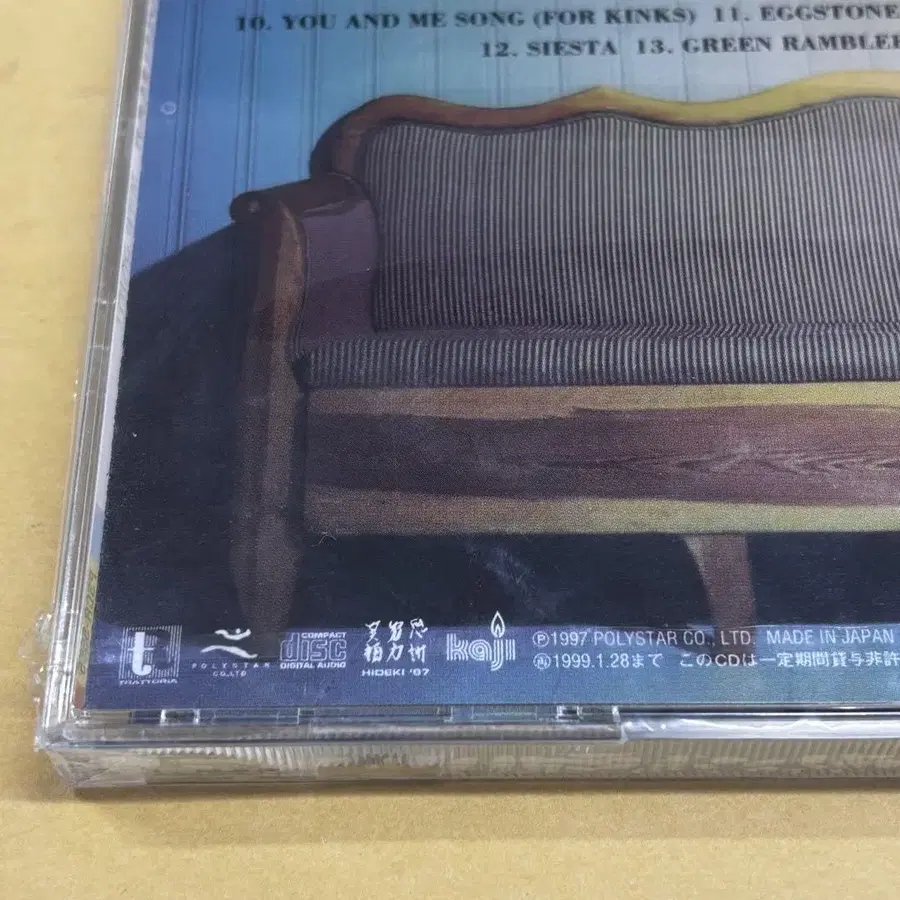 10. YOU AND ME SONG (FOR KINKS) 11. EGGSTONE
12. SIESTA 13. GREEN RAMBLER
t
TRATTORIA
POLYSTAR
CO,.LTD
COMPACT
disc
DIGITAL AUDIO
HIDEKI '97
kaji
Ⓟ1997 POLYSTAR CO., LTD. MADE IN JAPAN
1999.1.28まで このCDは一定期間貸与非許